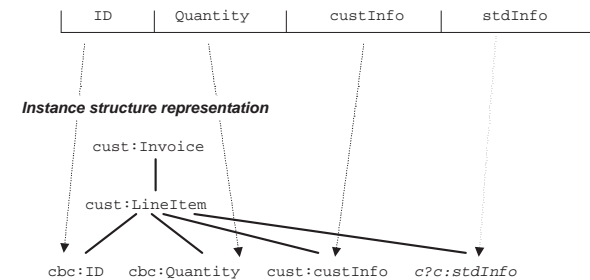 ID Quantity custInfo stdInfo
Instance structure representation
cust:Invoice
cust:LineItem
cbc:ID cbc:Quantity cust:custInfo c?c:stdInfo